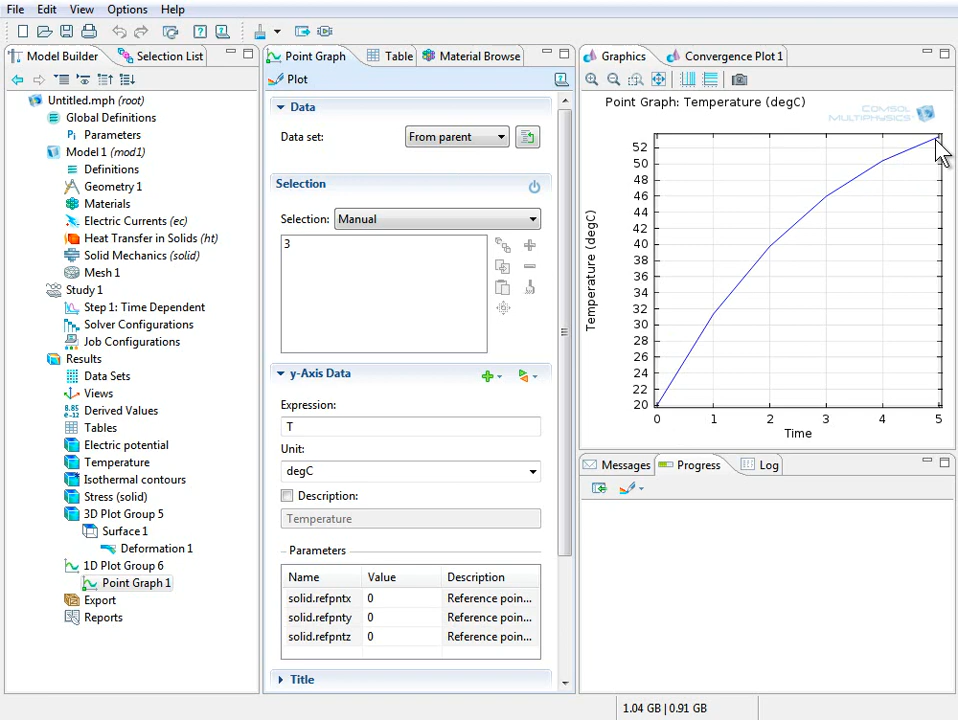 File Edit View Options Help
Model Builder Selection List
Untitled.mph (root)
Global Definitions
Parameters
Model 1 (mod1)
Definitions
Geometry 1
Materials
Electric Currents (ec)
Heat Transfer in Solids (ht)
Solid Mechanics (solid)
Mesh 1
Study 1
Step 1: Time Dependent
Solver Configurations
Job Configurations
Results
Data Sets
Views
8.85
e-12
Derived Values
Tables
Electric potential
Temperature
Isothermal contours
Stress (solid)
3D Plot Group 5
Surface 1
Deformation 1
1D Plot Group 6
Point Graph 1
Export
Reports
Point Graph Table Material Browse
Plot
Data
Data set: From parent
Selection
Selection: Manual
3
y-Axis Data
Expression:
T
Unit:
degC
Description:
Temperature
Parameters
Name Value Description
solid.refpntx 0 Reference poin...
solid.refpnty 0 Reference poin...
solid.refpntz 0 Reference poin...
Title
Graphics Convergence Plot 1
Point Graph: Temperature (degC)
COMSOL
MULTIPHYSICS
Temperature (degC)
52
50
48
46
44
42
40
38
36
34
32
30
28
26
24
22
20
0 1 2 3 4 5
Time
Messages Progress Log
1.04 GB | 0.91 GB